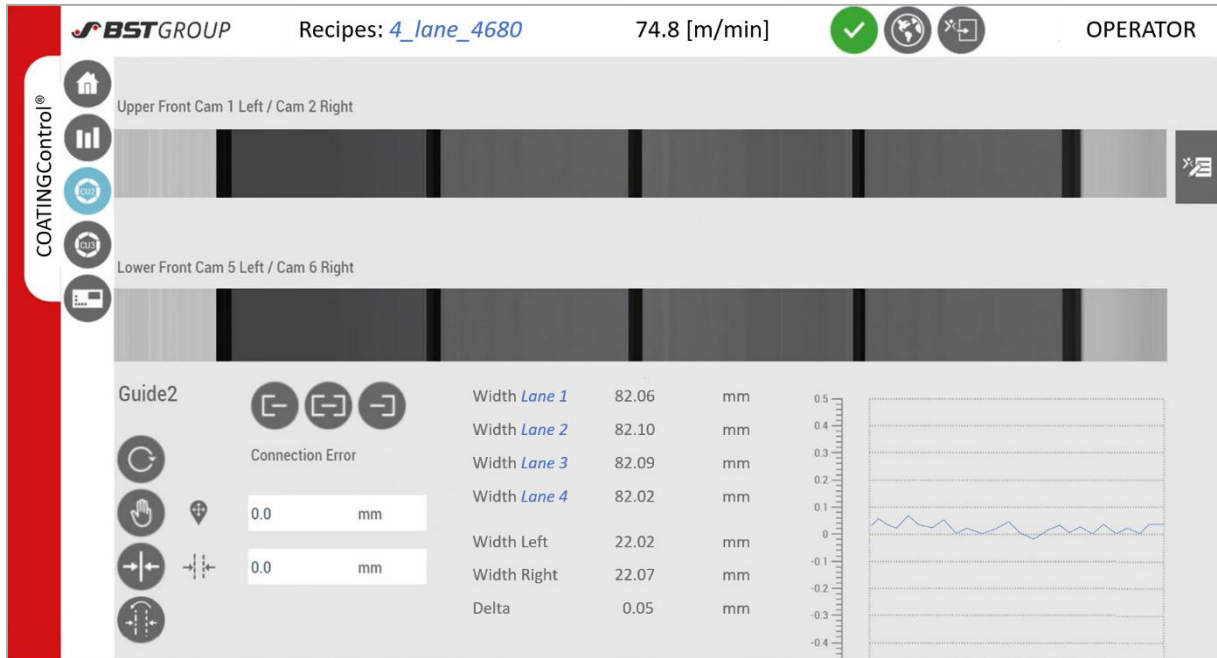 BSTGROUP Recipes: 4_lane_4680 74.8 [m/min] OPERATOR
COATINGControl®
Upper Front Cam 1 Left / Cam 2 Right
CU2
CU3
Lower Front Cam 5 Left / Cam 6 Right
Guide2
Connection Error
0.0 mm
0.0 mm
Width Lane 1 82.06 mm
Width Lane 2 82.10 mm
Width Lane 3 82.09 mm
Width Lane 4 82.02 mm
Width Left 22.02 mm
Width Right 22.07 mm
Delta 0.05 mm
0.5
0.4
0.3
0.2
0.1
0
-0.1
-0.2
-0.3
-0.4